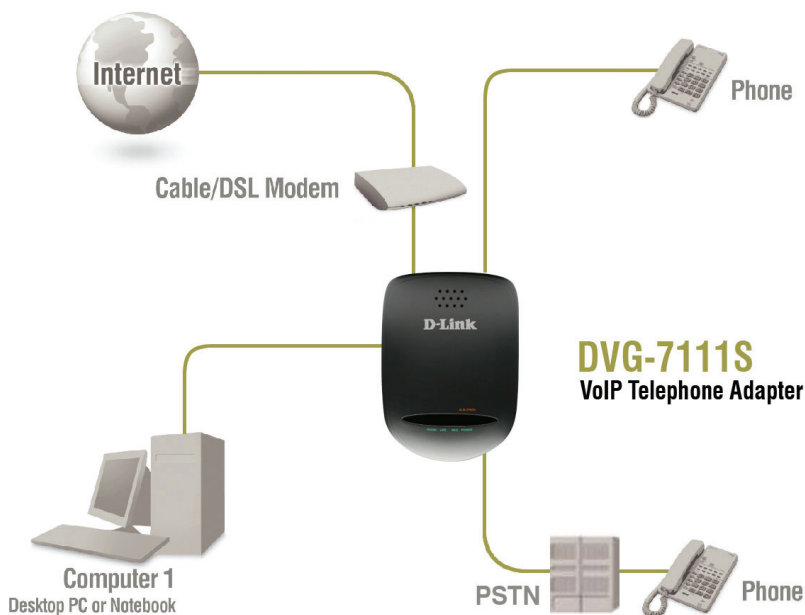 Internet
Phone
Cable/DSL Modem
D-Link
DVG-7111S
VoIP Telephone Adapter
Computer 1
Desktop PC or Notebook
PSTN
Phone